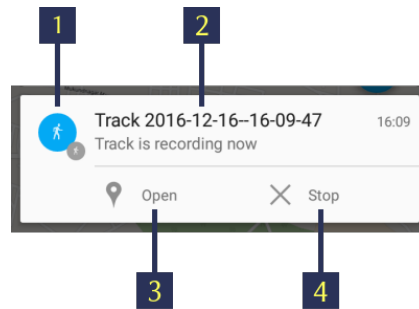 1 2
Track 2016-12-16--16-09-47 16:09
Track is recording now
Open Stop
3 4